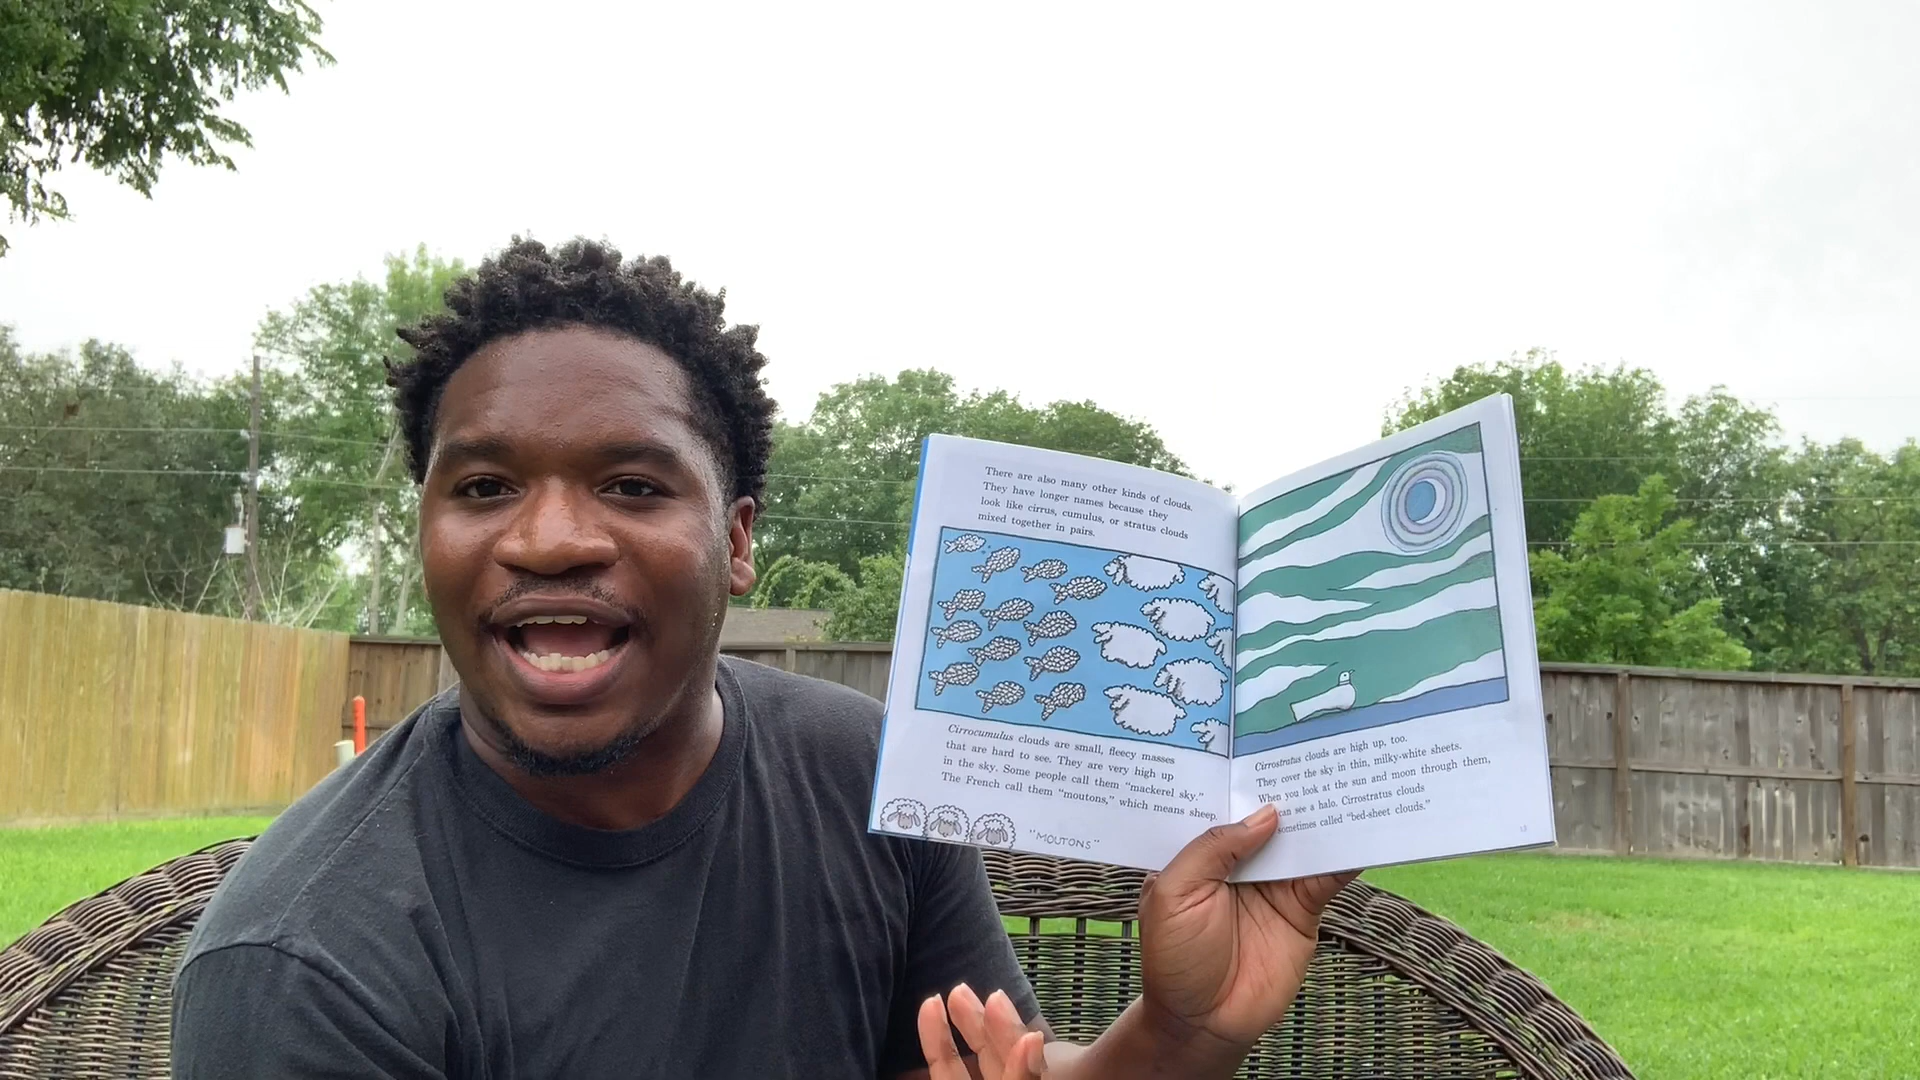 There are also many other kinds of clouds.
They have longer names because they
look like cirrus, cumulus, or stratus clouds
mixed together in pairs.
Cirrocumulus clouds are small, fleecy masses
that are hard to see. They are very high up
in the sky. Some people call them "mackerel sky."
The French call them "moutons," which means sheep.
"MOUTONS"
Cirrostratus clouds are high up, too.
They cover the sky in thin, milky-white sheets.
When you look at the sun and moon through them,
can see a halo. Cirrostratus clouds
sometimes called "bed-sheet clouds."